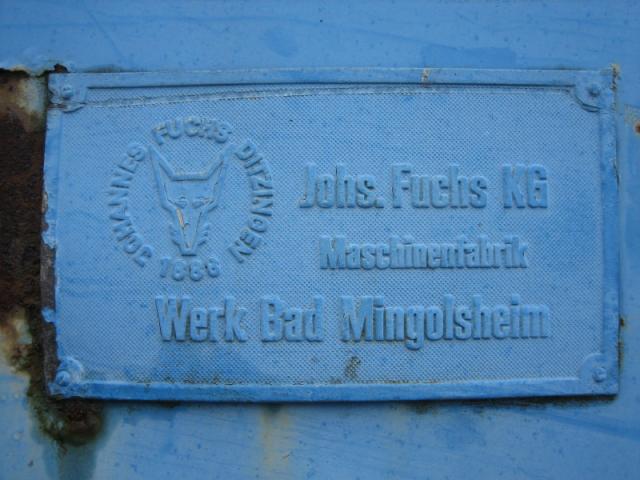 JOHANNES FUCHS DITZINGEN
1888
Johs. Fuchs KG
Maschinenfabrik
Werk Bad Mingolsheim